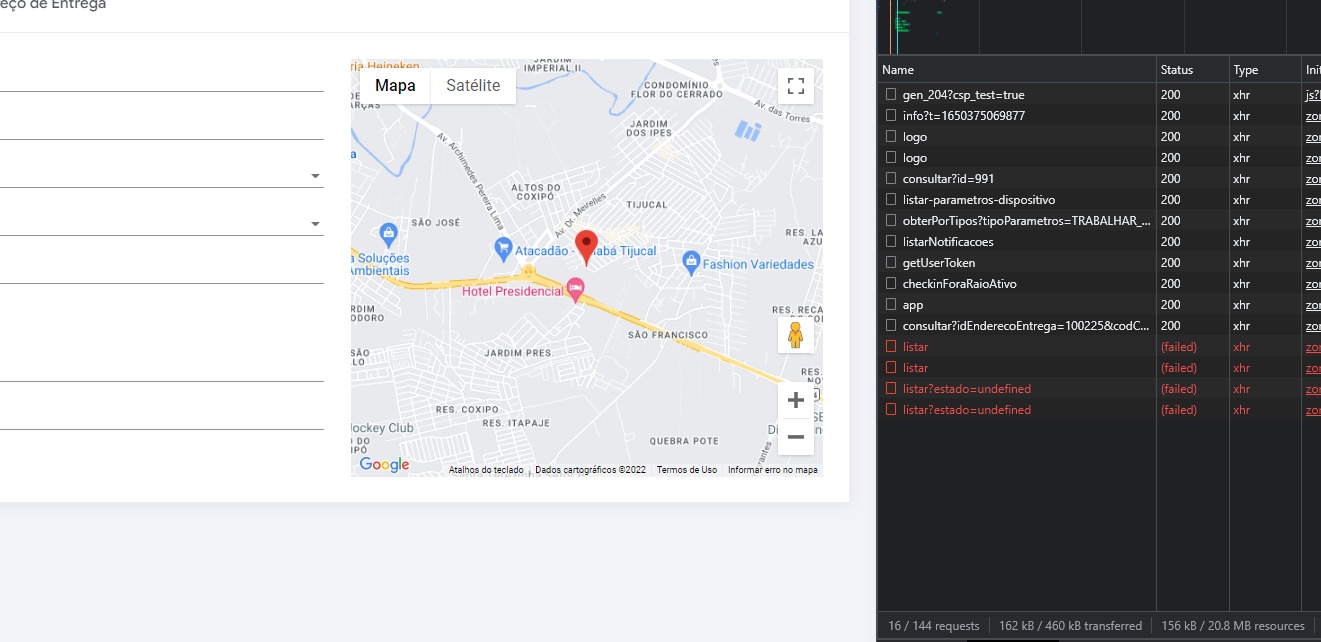 eço de Entrega
Mapa
Satélite
ria Heineken
JARDIM
IMPERIAL II
CONDOMÍNIO
FLOR DO CERRADO
Av. das Torres
JARDIM
DOS IPES
Av. Archimedes Pereira Lima
ALTOS DO
COXIPÓ
Av. Dr. Meirelles
TIJUCAL
SÃO JOSÉ
RES. LA
AZU
a Soluções
Ambientais
Atacadão - abá Tijucal
Fashion Variedades
Hotel Presidencial
RDIM
ODORO
RES. RECA
SÃO FRANCISCO
SÃO
LO
JARDIM PRES.
RES.
NO
RES. COXIPO
RES. ITAPAJE
ockey Club
DO
IPÓ
QUEBRA POTE
Google
Atalhos do teclado
Dados cartográficos ©2022
Termos de Uso
Informar erro no mapa
Name Status Type Init
gen_204?csp_test=true 200 xhr js?l
info?t=1650375069877 200 xhr zor
logo 200 xhr zor
logo 200 xhr zor
consultar?id=991 200 xhr zor
listar-parametros-dispositivo 200 xhr zor
obterPorTipos?tipoParametros=TRABALHAR_... 200 xhr zor
listarNotificacoes 200 xhr zor
getUserToken 200 xhr zor
checkinForaRaioAtivo 200 xhr zor
app 200 xhr zor
consultar?idEnderecoEntrega=100225&codC... 200 xhr zor
listar (failed) xhr zor
listar (failed) xhr zor
listar?estado=undefined (failed) xhr zor
listar?estado=undefined (failed) xhr zor
16 / 144 requests
162 kB / 460 kB transferred
156 kB / 20.8 MB resources